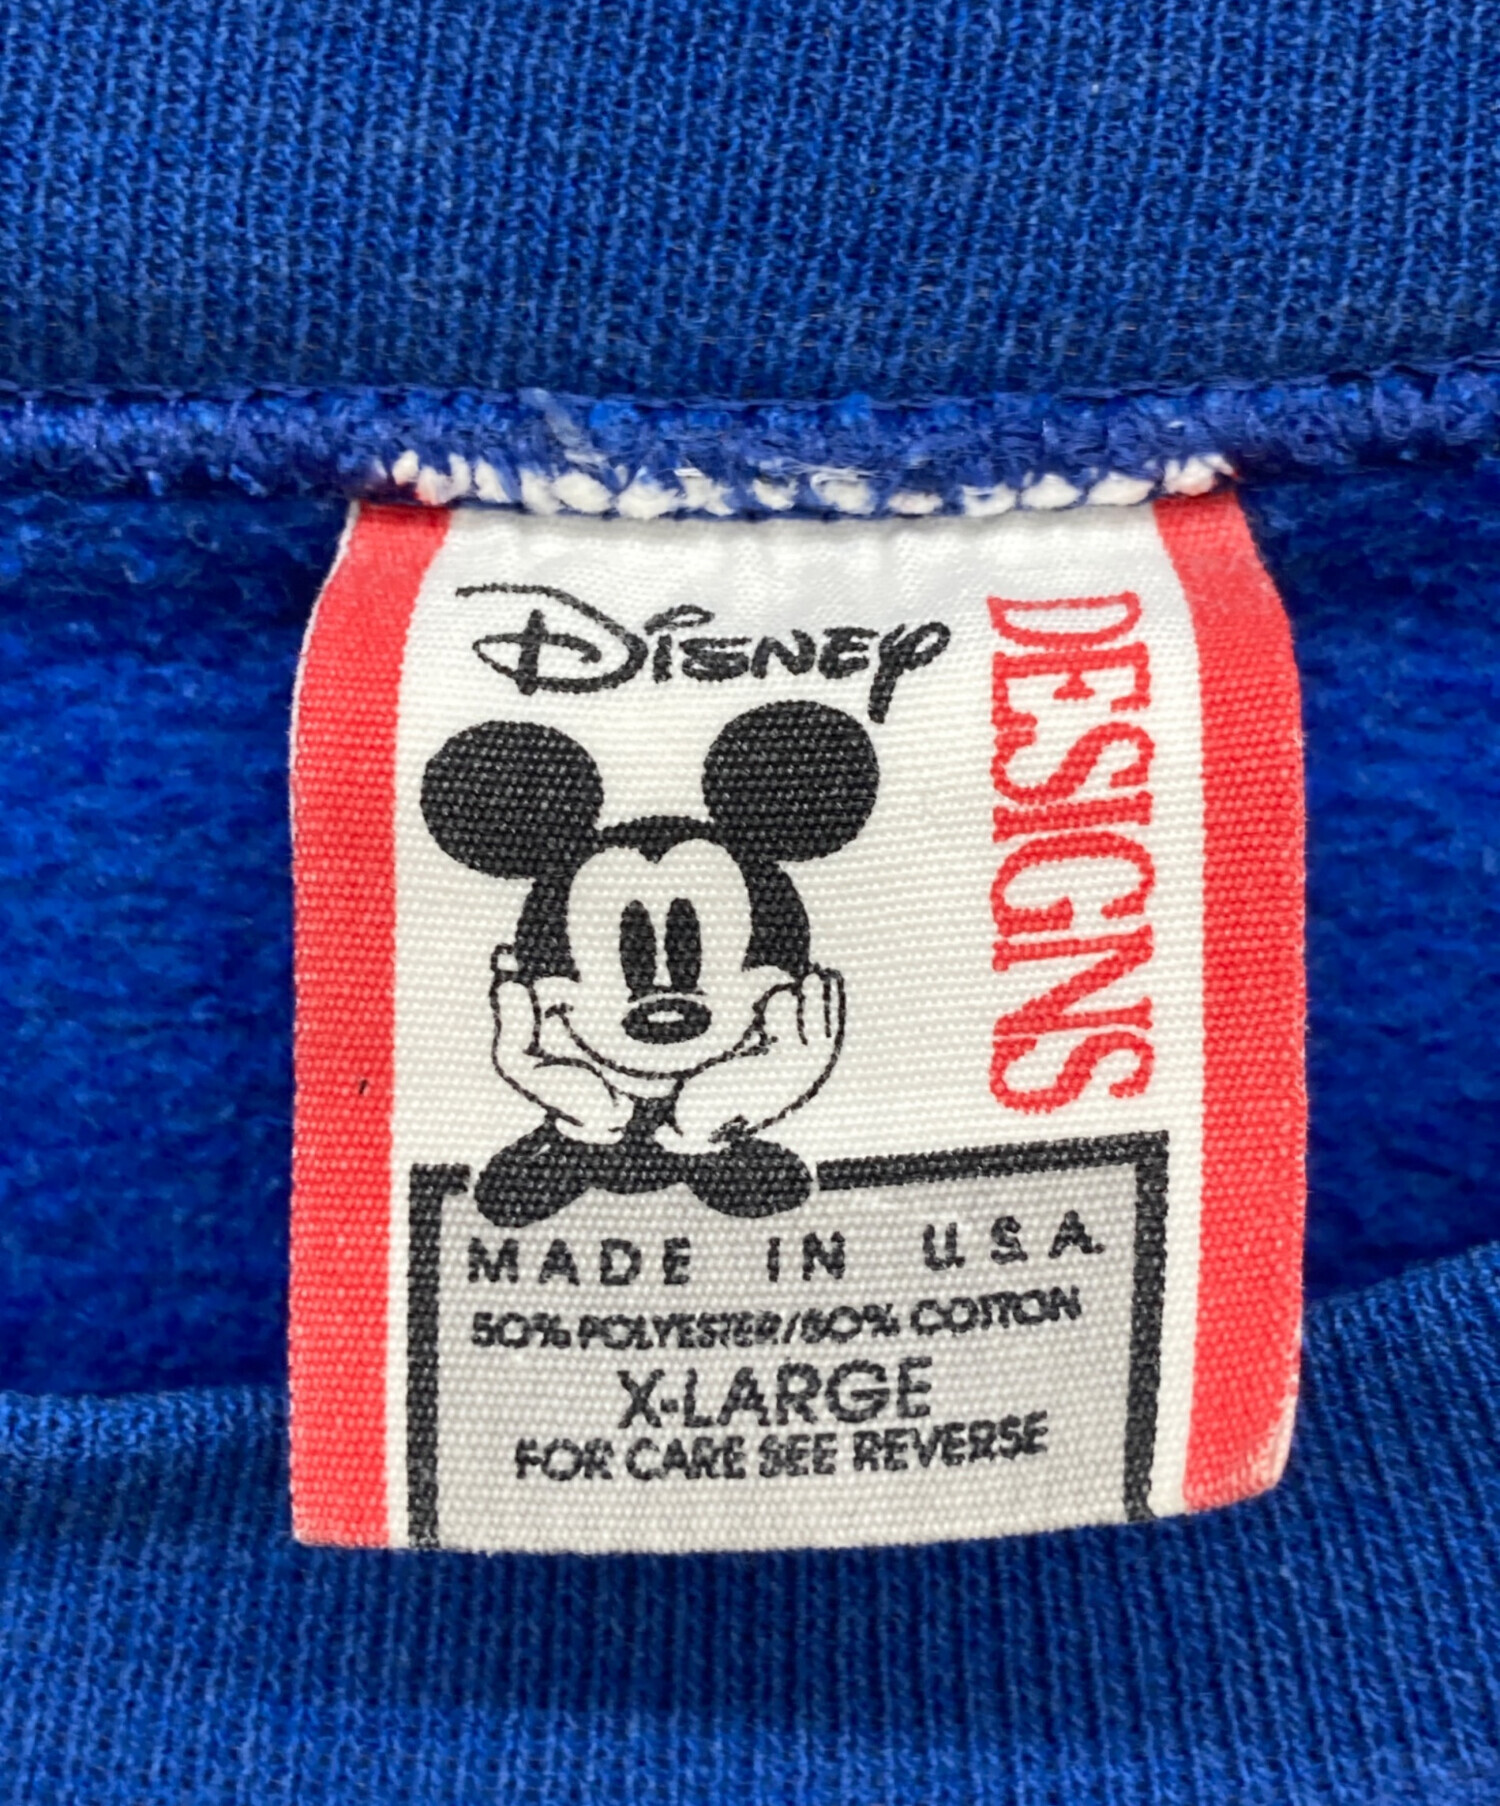 Disney
DESIGNS
MADE IN U.S.A.
50% POLYESTER/50% COTTON
X-LARGE
FOR CARE SEE REVERSE